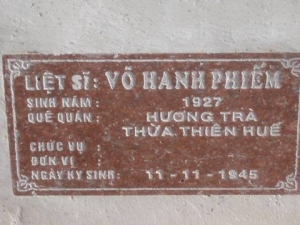 LIỆT SĨ: VÕ HẠNH PHIẾM
SINH NĂM: 1927
QUÊ QUÁN: HƯƠNG TRÀ
THỪA THIÊN HUẾ
CHỨC VỤ:
ĐƠN VỊ:
NGÀY HY SINH: 11-11-1945